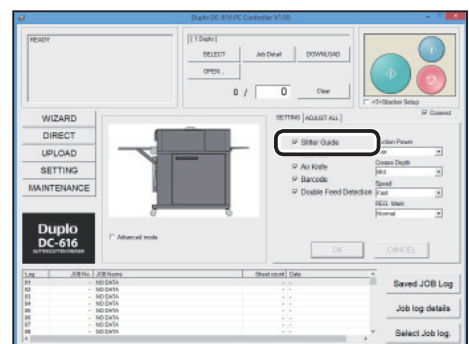 Duplo DC-616 PC Controller V1.00
READY
[1:Duplo]
SELECT
Job Detail
DOWNLOAD
OPEN...
0 / 0
Clear
<T>Stacker Setup
Connect
WIZARD
DIRECT
UPLOAD
SETTING
MAINTENANCE
Duplo
DC-616
SLITTER/CUTTER/CREASER
Advanced mode
SETTING
ADJUST ALL
Slitter Guide
Air Knife
Barcode
Double Feed Detection
Crease Depth
Mid
Speed
Fast
REG. Mark
Normal
OK
CANCEL
Log JOB No. JOB Name Sheet count Date
01 - NO DATA - -
02 - NO DATA - -
03 - NO DATA - -
04 - NO DATA - -
05 - NO DATA - -
06 - NO DATA - -
07 - NO DATA - -
08 - NO DATA - -
Saved JOB Log
Job log details
Select Job log.